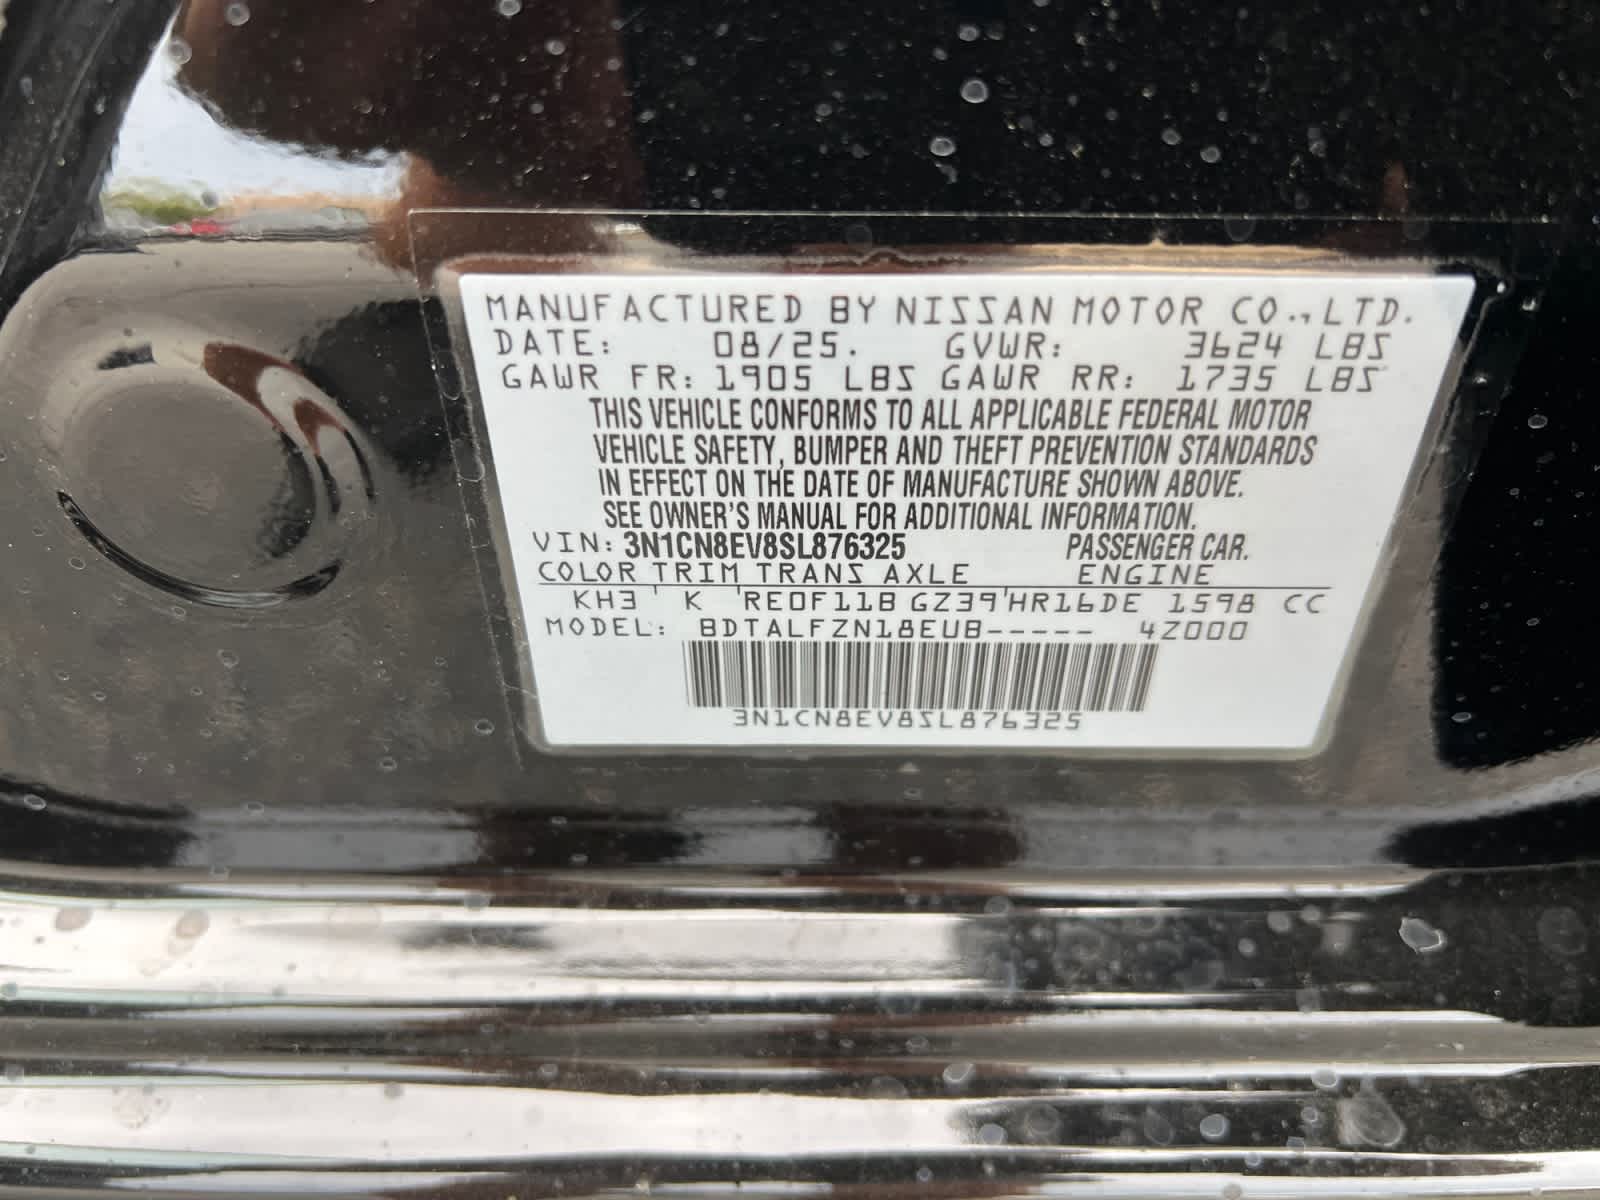 MANUFACTURED BY NISSAN MOTOR CO., LTD.
DATE: 08/25. GVWR: 3624 LBS
GAWR FR: 1905 LBS GAWR RR: 1735 LBS
THIS VEHICLE CONFORMS TO ALL APPLICABLE FEDERAL MOTOR
VEHICLE SAFETY, BUMPER AND THEFT PREVENTION STANDARDS
IN EFFECT ON THE DATE OF MANUFACTURE SHOWN ABOVE.
SEE OWNER'S MANUAL FOR ADDITIONAL INFORMATION.
VIN: 3N1CN8EV8SL876325 PASSENGER CAR.
COLOR TRIM TRANS AXLE ENGINE
KH3 K RE0F11B GZ39 HR16DE 1598 CC
MODEL: BDTALFZN18EUB----- 4Z000
3N1CN8EV8SL876325